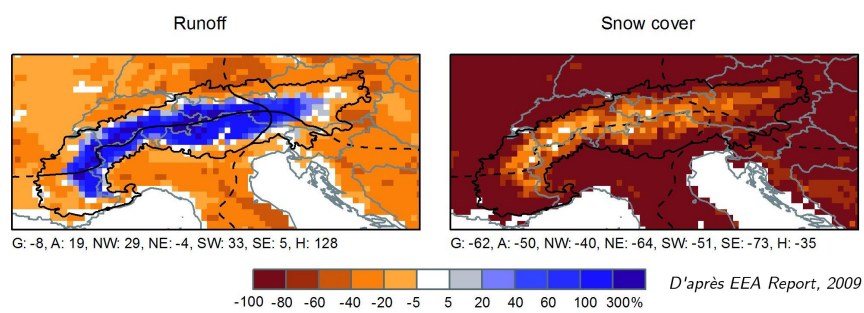 Runoff
Snow cover
G: -8, A: 19, NW: 29, NE: -4, SW: 33, SE: 5, H: 128
G: -62, A: -50, NW: -40, NE: -64, SW: -51, SE: -73, H: -35
-100 -80 -60 -40 -20 -5 5 20 40 60 100 300%
D'après EEA Report, 2009